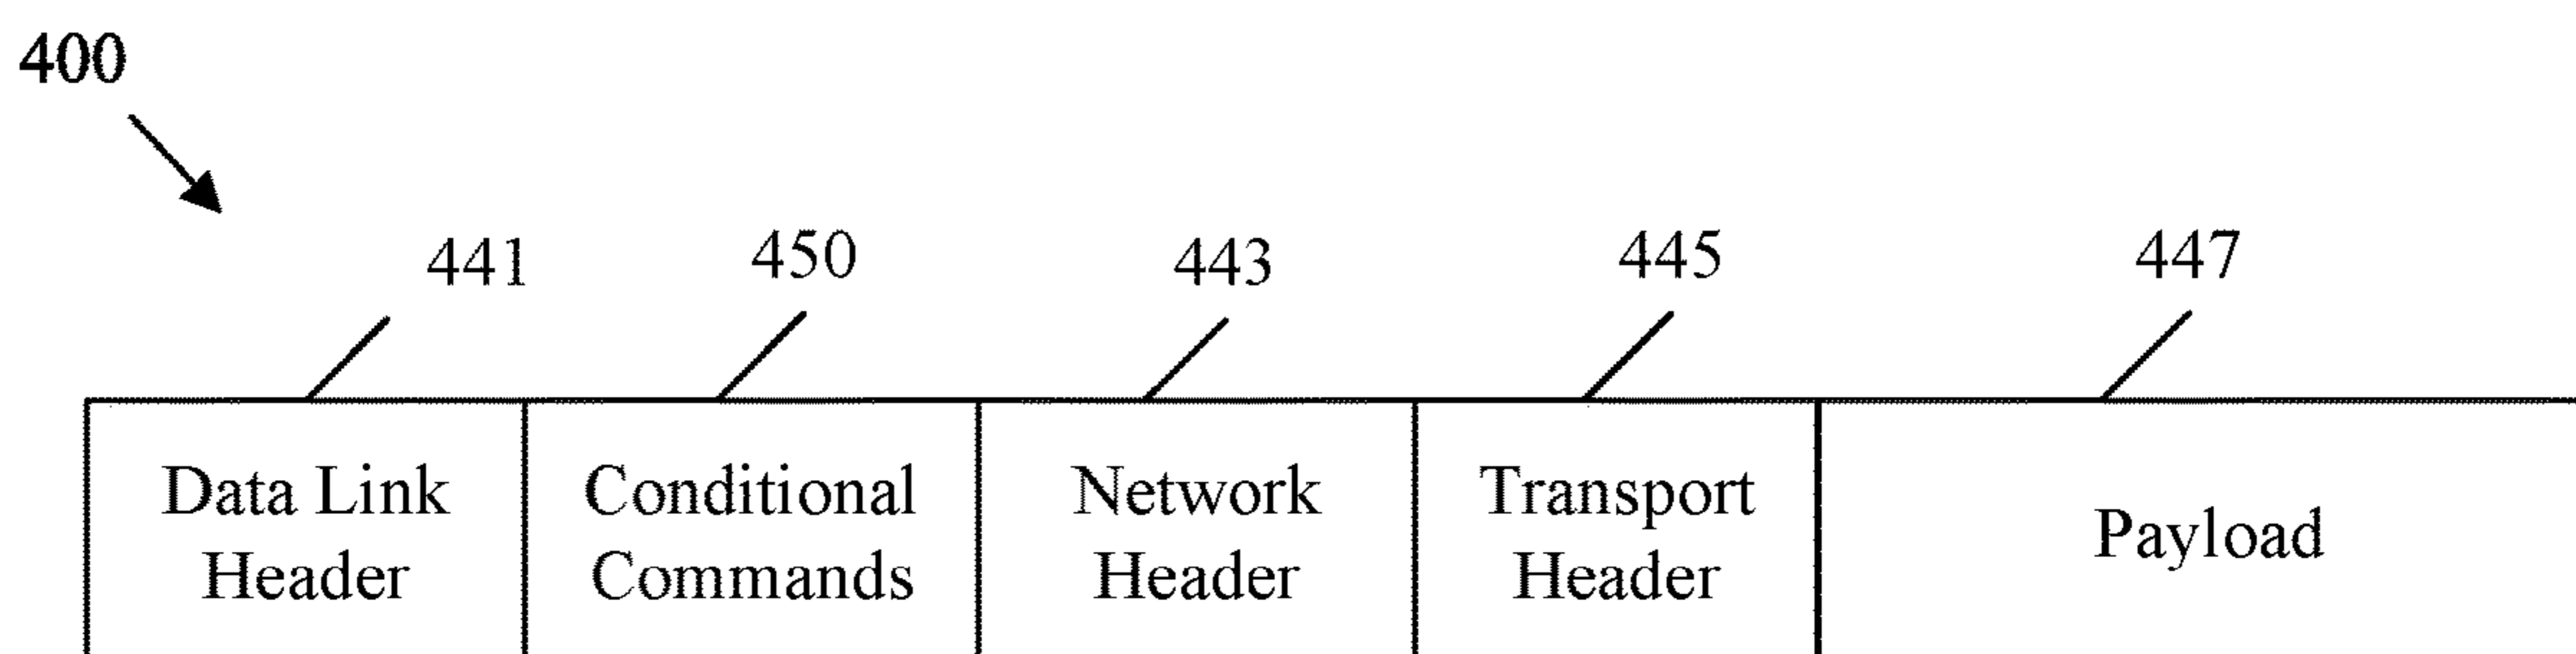 400
441
450
443
445
447
Data Link
Header
Conditional
Commands
Network
Header
Transport
Header
Payload